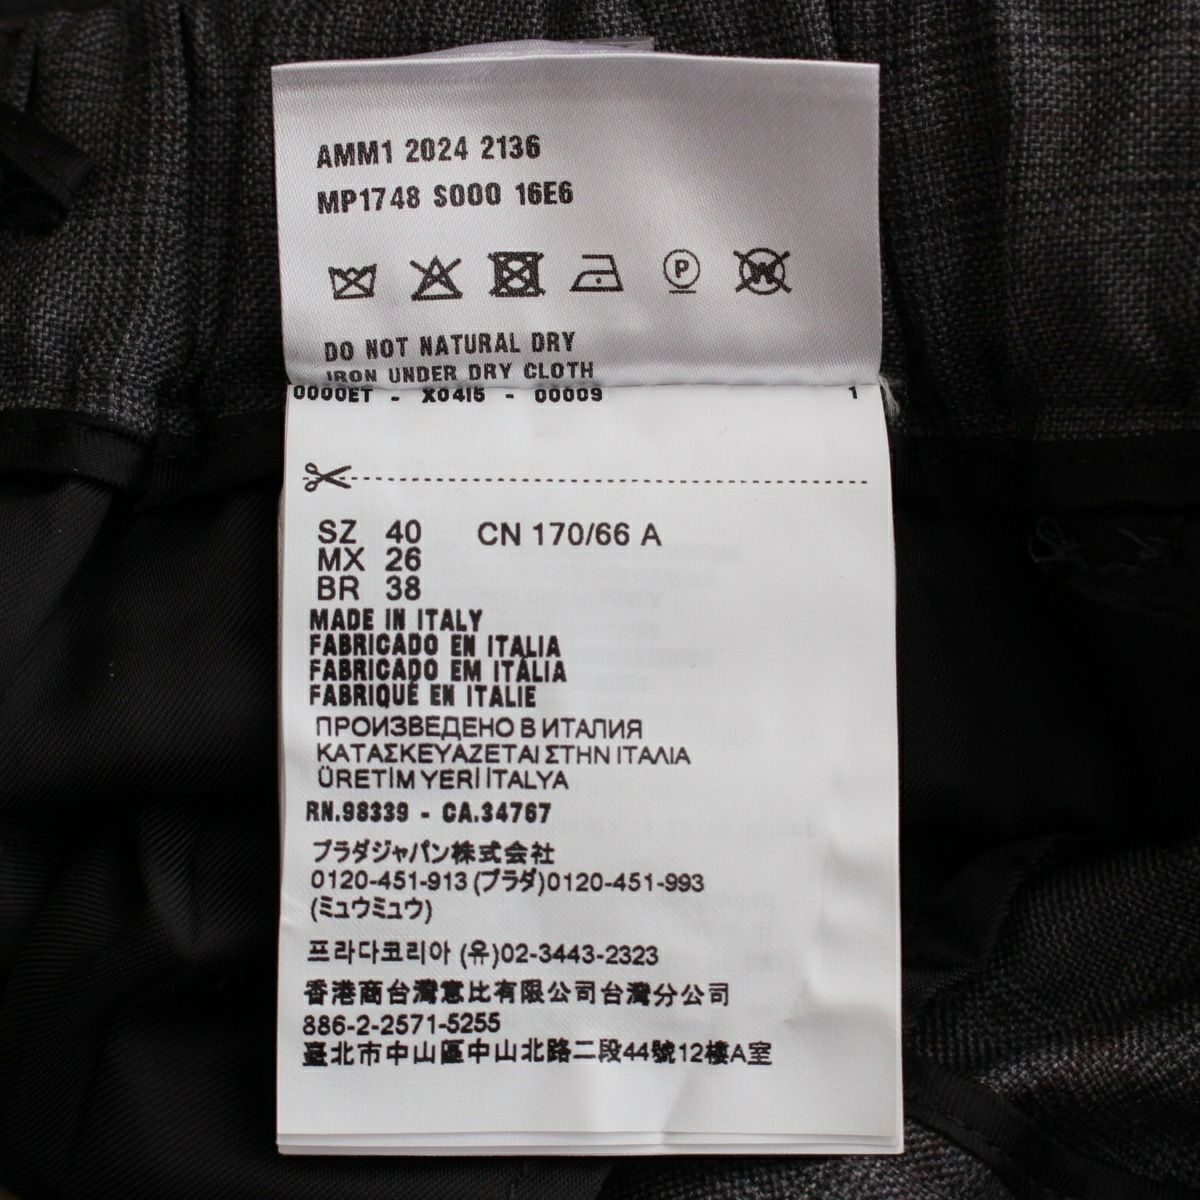 AMM1 2024 2136
MP1748 S000 16E6
P
W
DO NOT NATURAL DRY
IRON UNDER DRY CLOTH
0000ET - X04I5 - 00009 1
SZ 40 CN 170/66 A
MX 26
BR 38
MADE IN ITALY
FABRICADO EN ITALIA
FABRICADO EM ITÁLIA
FABRIQUÉ EN ITALIE
ПРОИЗВЕДЕНО В ИТАЛИЯ
ΚΑΤΑΣΚΕΥΑΖΕΤΑΙ ΣΤΗΝ ΙΤΑΛΙΑ
ÜRETİM YERİ İTALYA
RN.98339 - CA.34767
プラダジャパン株式会社
0120-451-913 (プラダ)0120-451-993
(ミュウミュウ)
프라다코리아 (유)02-3443-2323
香港商台灣意比有限公司台灣分公司
886-2-2571-5255
臺北市中山區中山北路二段44號12樓A室